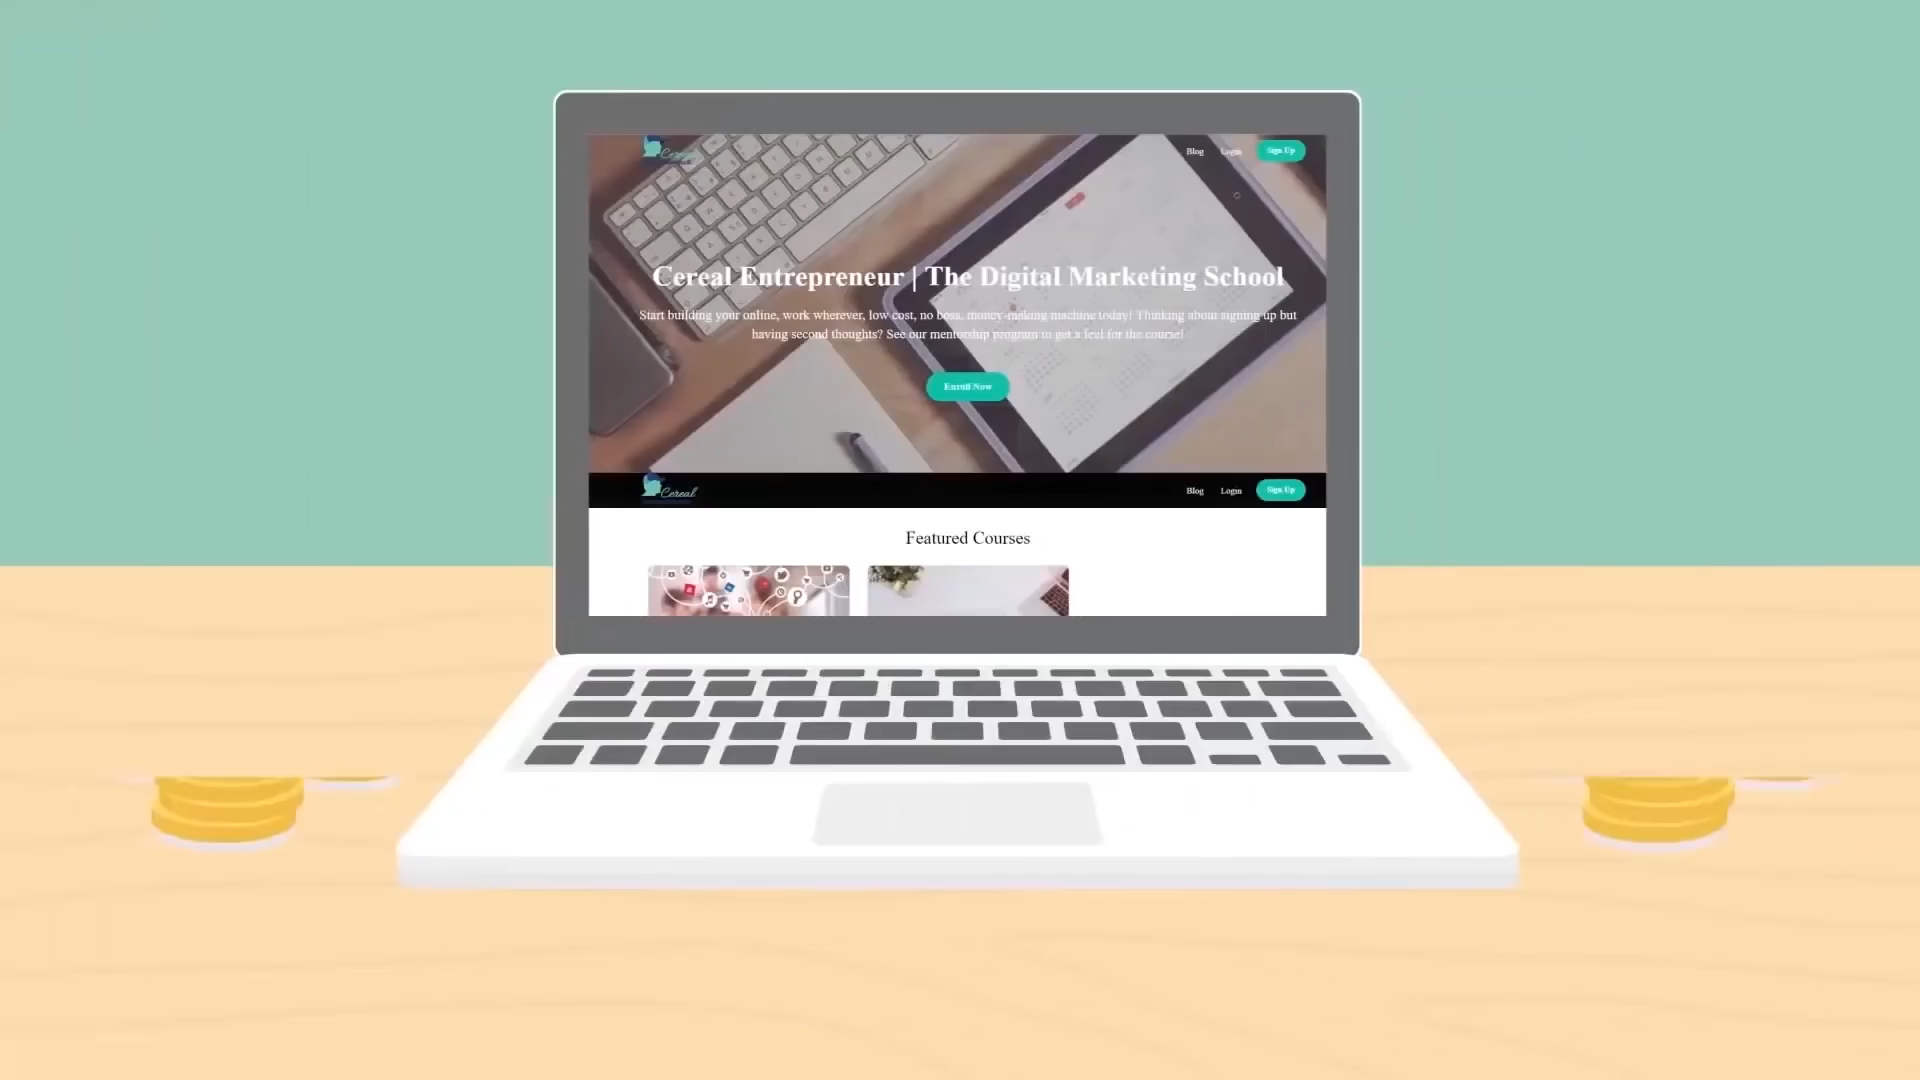 Cereal
Blog
Login
Sign Up
Cereal Entrepreneur | The Digital Marketing School
Start building your online, work wherever, low cost, no boss, money-making machine today! Thinking about signing up but
having second thoughts? See our mentorship program to get a feel for the course!
Enroll Now
Cereal
Blog
Login
Sign Up
Featured Courses